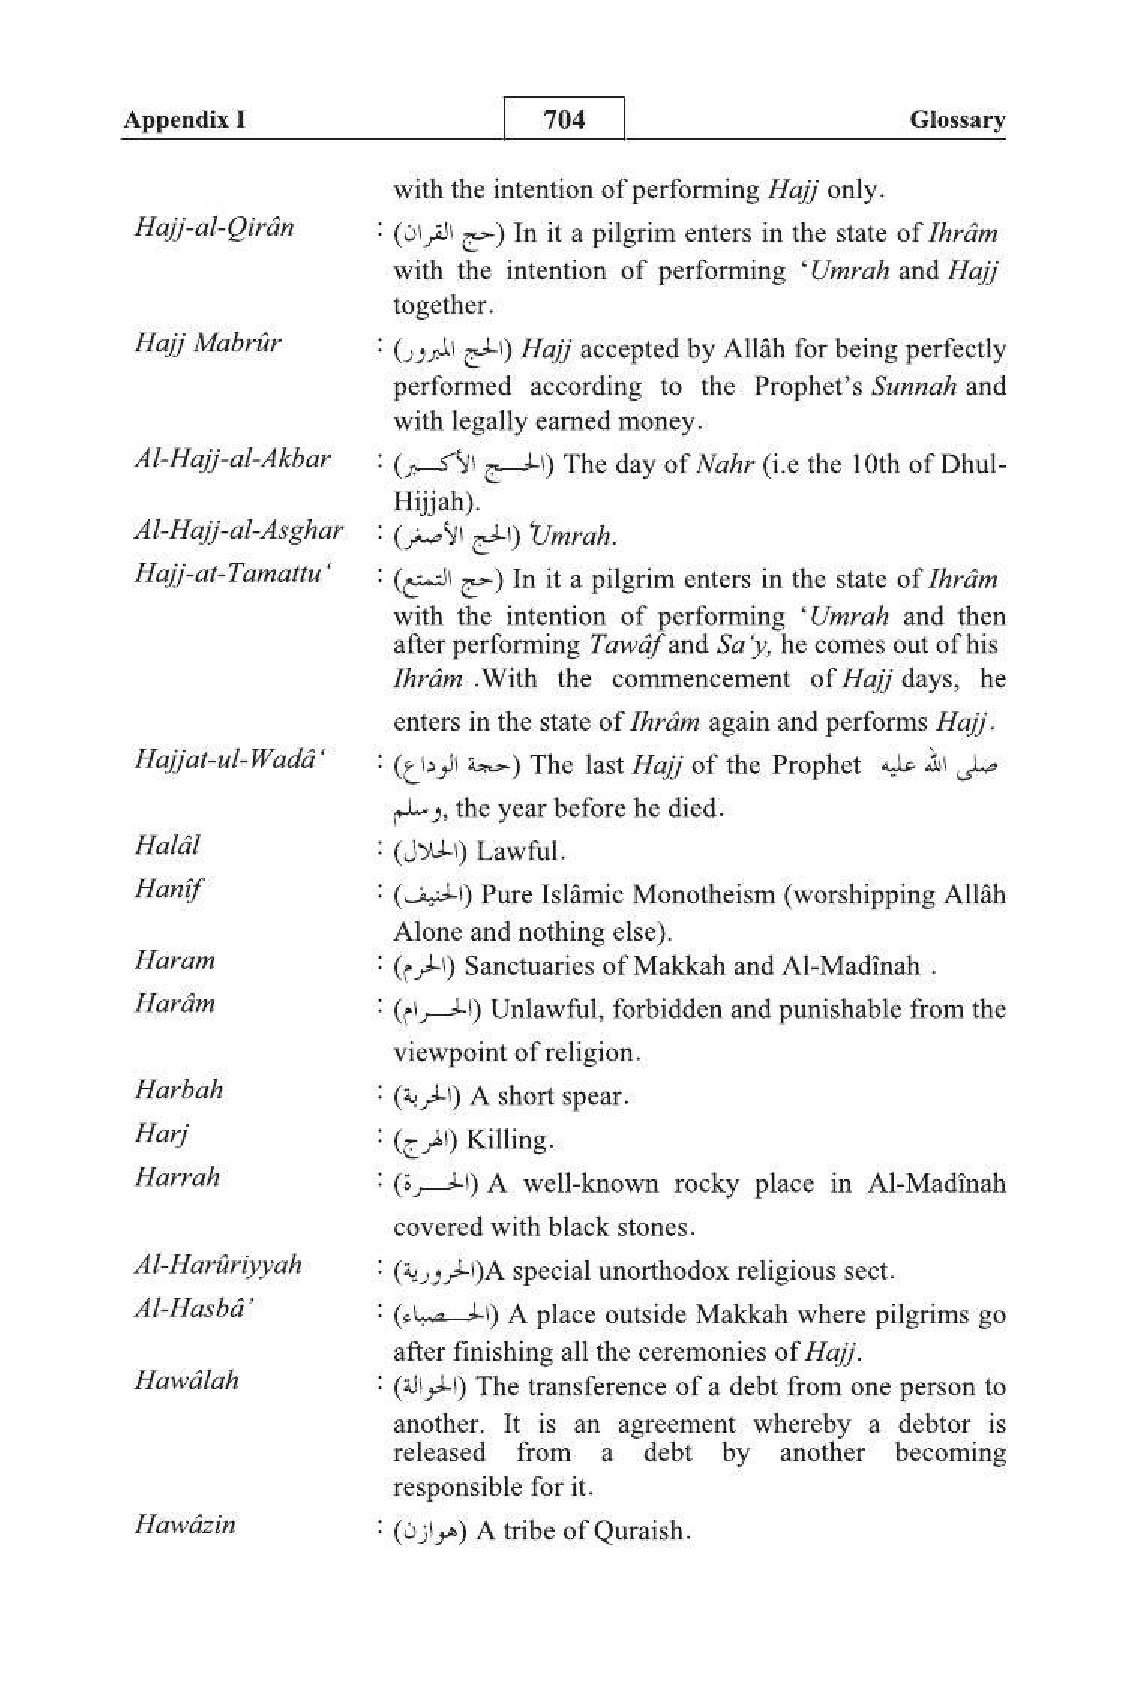 Appendix I 704 Glossary
with the intention of performing Hajj only.
Hajj-al-Qirân : (حج القران) In it a pilgrim enters in the state of Ihrâm
with the intention of performing ‘Umrah and Hajj
together.
Hajj Mabrûr : (الحج المبرور) Hajj accepted by Allâh for being perfectly
performed according to the Prophet’s Sunnah and
with legally earned money.
Al-Hajj-al-Akbar : (الحـــج الأكـــبر) The day of Nahr (i.e the 10th of Dhul-
Hijjah).
Al-Hajj-al-Asghar : (الحج الأصغر) ‘Umrah.
Hajj-at-Tamattu‘ : (حج التمتع) In it a pilgrim enters in the state of Ihrâm
with the intention of performing ‘Umrah and then
after performing Tawâf and Sa‘y, he comes out of his
Ihrâm .With the commencement of Hajj days, he
enters in the state of Ihrâm again and performs Hajj.
Hajjat-ul-Wadâ‘ : (حجة الوداع) The last Hajj of the Prophet صلى الله عليه
وسلم, the year before he died.
Halâl : (الحلال) Lawful.
Hanîf : (الحنيف) Pure Islâmic Monotheism (worshipping Allâh
Alone and nothing else).
Haram : (الحرم) Sanctuaries of Makkah and Al-Madînah .
Harâm : (الحـــرام) Unlawful, forbidden and punishable from the
viewpoint of religion.
Harbah : (الحربة) A short spear.
Harj : (الهرج) Killing.
Harrah : (الحـــرة) A well-known rocky place in Al-Madînah
covered with black stones.
Al-Harûriyyah : (الحرورية)A special unorthodox religious sect.
Al-Hasbâ’ : (الحـــصباء) A place outside Makkah where pilgrims go
after finishing all the ceremonies of Hajj.
Hawâlah : (الحوالة) The transference of a debt from one person to
another. It is an agreement whereby a debtor is
released from a debt by another becoming
responsible for it.
Hawâzin : (هوازن) A tribe of Quraish.